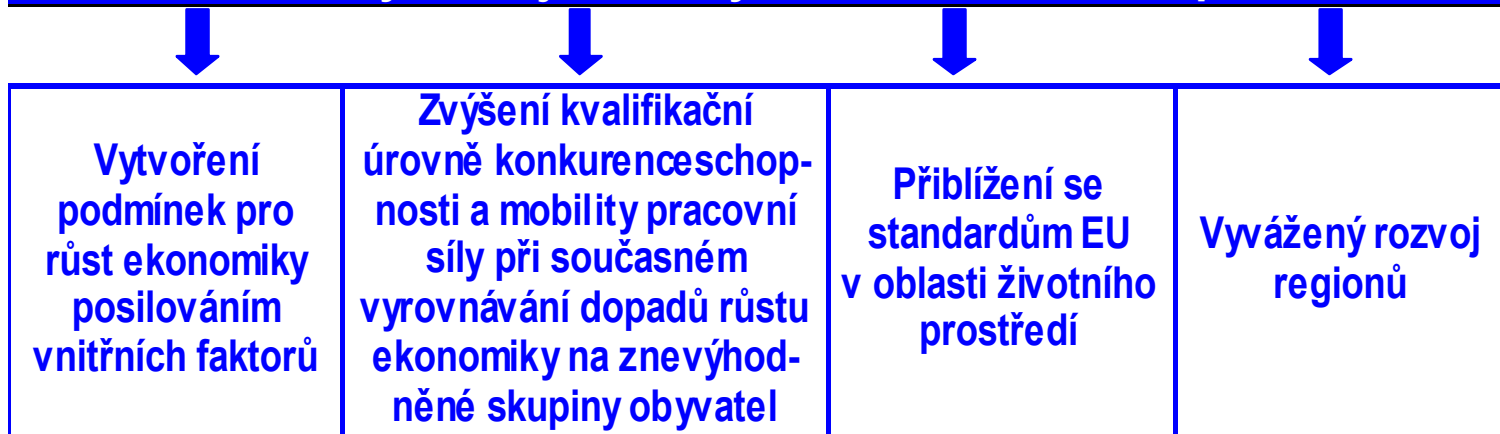 Vytvoření
podmínek pro
růst ekonomiky
posilováním
vnitřních faktorů
Zvýšení kvalifikační
úrovně konkurenceschop-
nosti a mobility pracovní
síly při současném
vyrovnávání dopadů růstu
ekonomiky na znevýhod-
něné skupiny obyvatel
Přiblížení se
standardům EU
v oblasti životního
prostředí
Vyvážený rozvoj
regionů